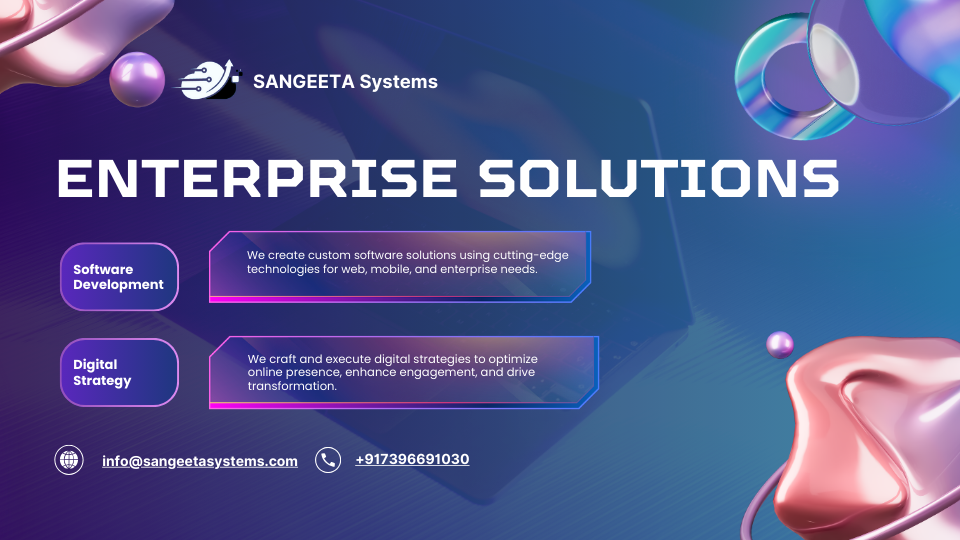 SANGEETA Systems
ENTERPRISE SOLUTIONS
Software
Development
We create custom software solutions using cutting-edge
technologies for web, mobile, and enterprise needs.
Digital
Strategy
We craft and execute digital strategies to optimize
online presence, enhance engagement, and drive
transformation.
info@sangeetasystems.com
+917396691030